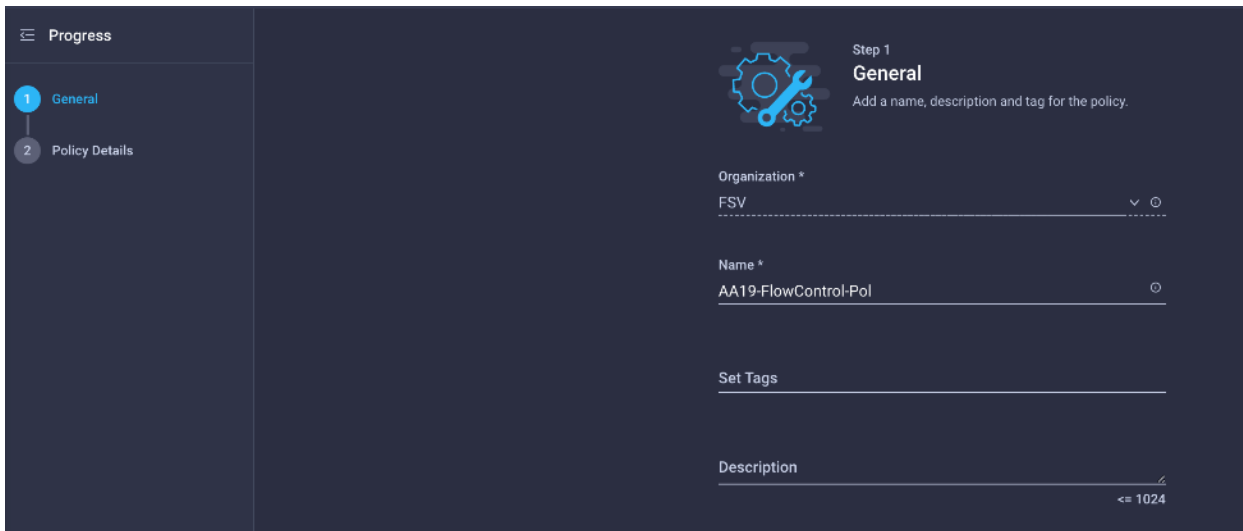 Progress
1 General
2 Policy Details
Step 1
General
Add a name, description and tag for the policy.
Organization *
FSV
Name *
AA19-FlowControl-Pol
Set Tags
Description
<= 1024